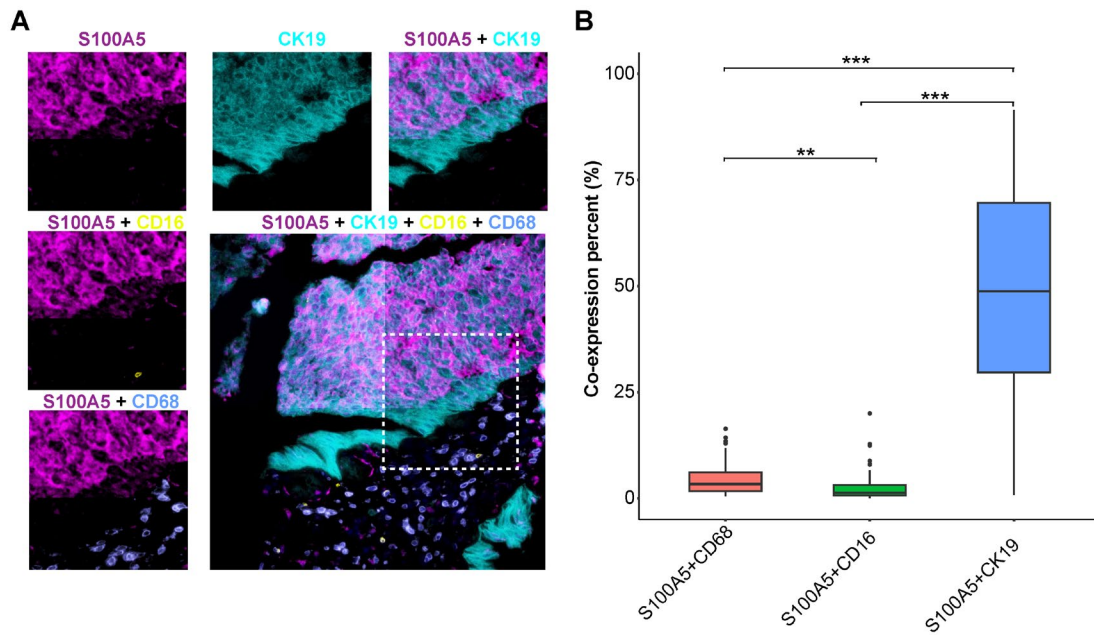 A
S100A5
CK19
S100A5 + CK19
S100A5 + CD16
S100A5 + CK19 + CD16 + CD68
S100A5 + CD68
B
Co-expression percent (%)
100
75
50
25
0
***
***
**
S100A5+CD68
S100A5+CD16
S100A5+CK19